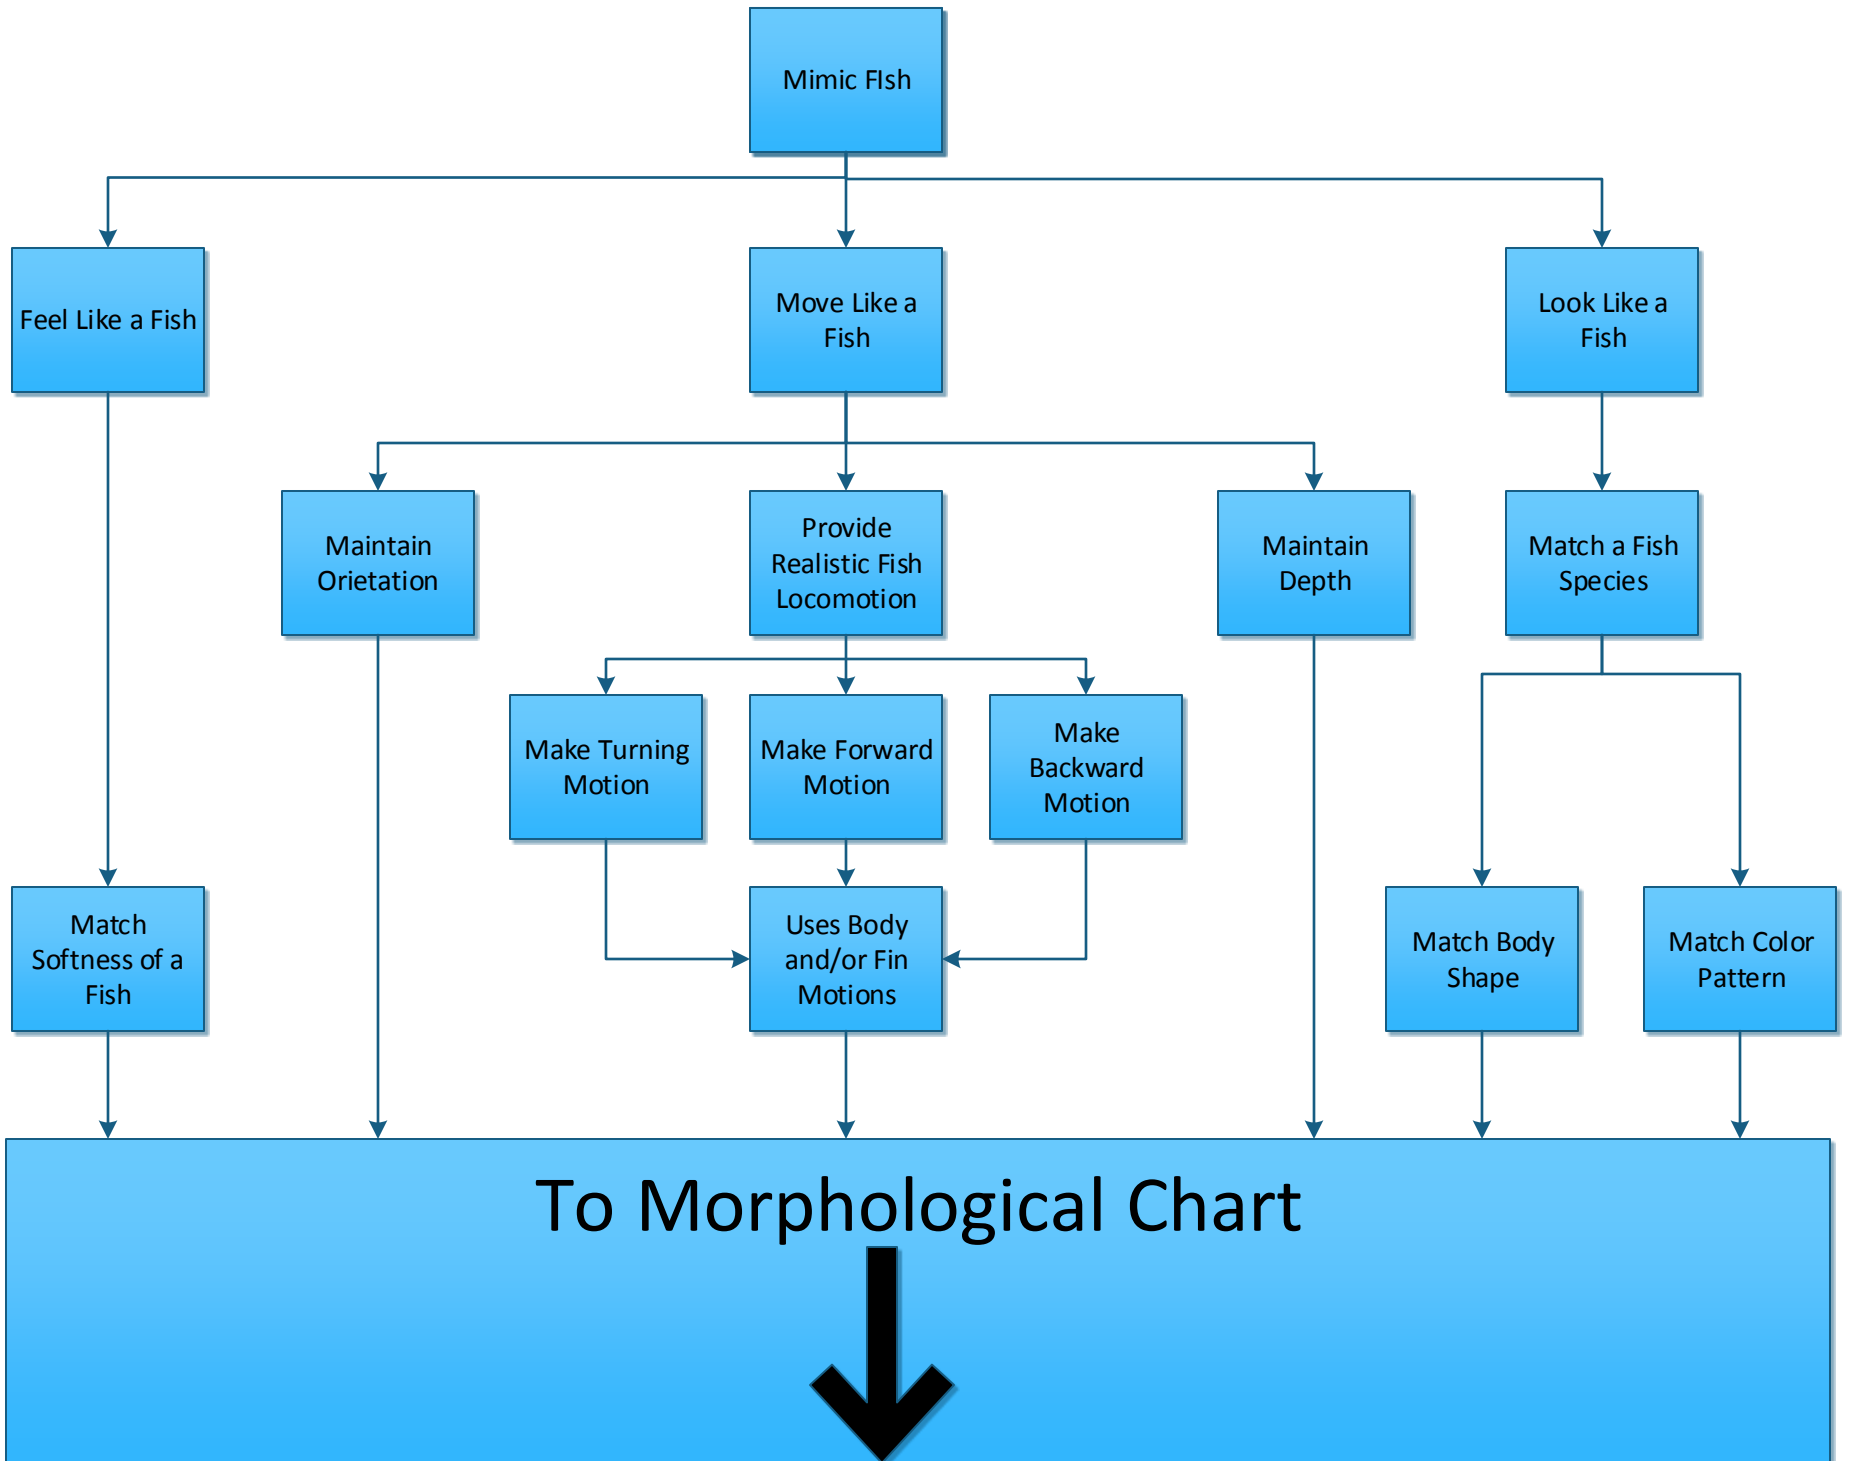 Mimic FIsh
Feel Like a Fish
Move Like a
Fish
Look Like a
Fish
Maintain
Orietation
Provide
Realistic Fish
Locomotion
Maintain
Depth
Match a Fish
Species
Make Turning
Motion
Make Forward
Motion
Make
Backward
Motion
Match
Softness of a
Fish
Uses Body
and/or Fin
Motions
Match Body
Shape
Match Color
Pattern
To Morphological Chart